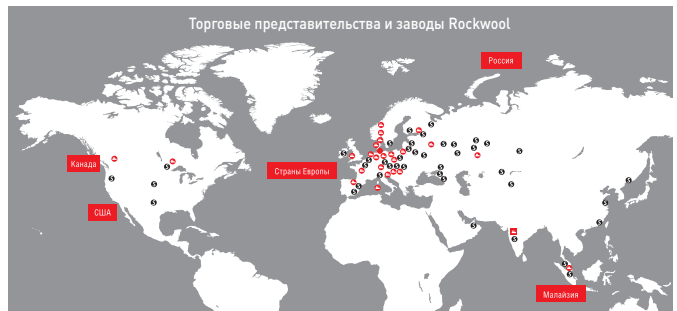 Торговые представительства и заводы Rockwool
Россия
Канада
Страны Европы
США
Малайзия